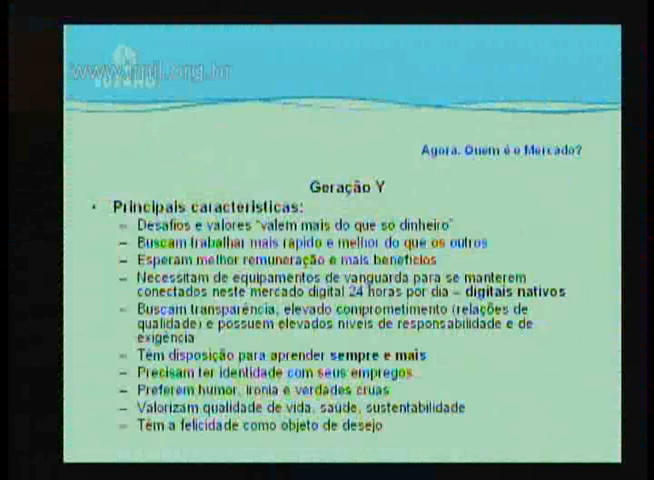 Agora. Quem é o Mercado?
Geração Y
• Principais características:
– Desafios e valores “valem mais do que só dinheiro”
– Buscam trabalhar mais rápido e melhor do que os outros
– Esperam melhor remuneração e mais benefícios
– Necessitam de equipamentos de vanguarda para se manterem
conectados neste mercado digital 24 horas por dia – digitais nativos
– Buscam transparência, elevado comprometimento (relações de
qualidade) e possuem elevados níveis de responsabilidade e de
exigência
– Têm disposição para aprender sempre e mais
– Precisam ter identidade com seus empregos
– Preferem humor, ironia e verdades cruas
– Valorizam qualidade de vida, saúde, sustentabilidade
– Têm a felicidade como objeto de desejo